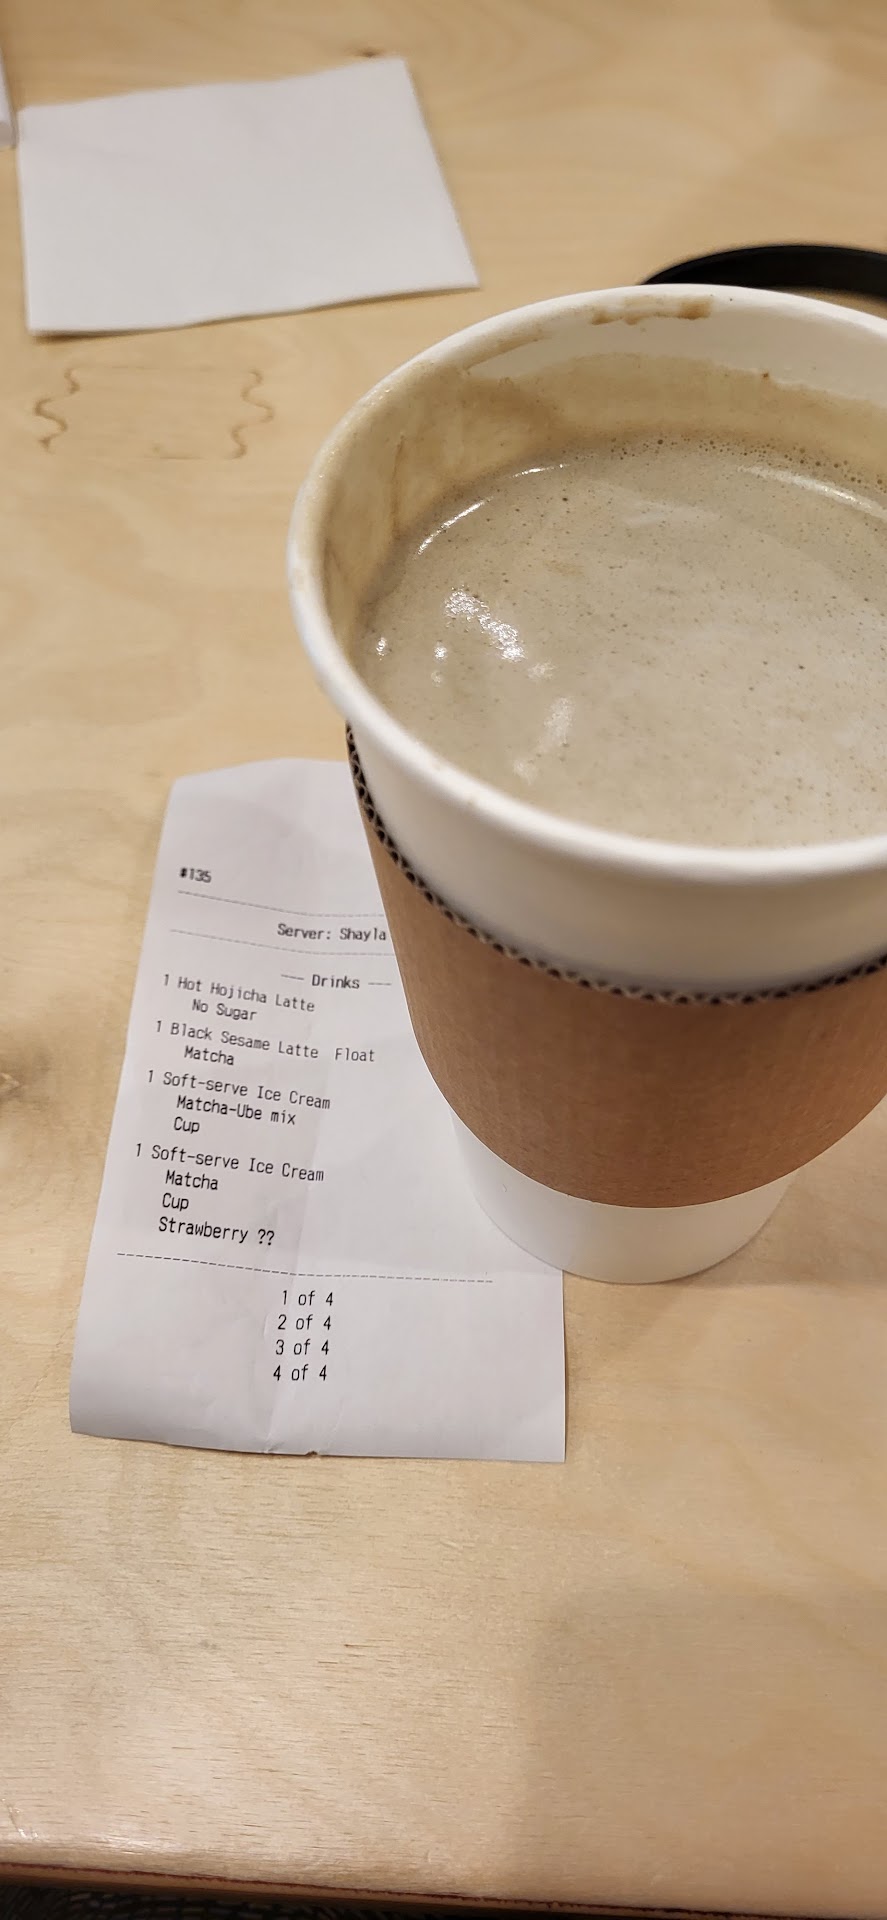 #135
Server: Shayla
--- Drinks ---
1 Hot Hojicha Latte
No Sugar
1 Black Sesame Latte Float
Matcha
1 Soft-serve Ice Cream
Matcha-Ube mix
Cup
1 Soft-serve Ice Cream
Matcha
Cup
Strawberry ??
1 of 4
2 of 4
3 of 4
4 of 4